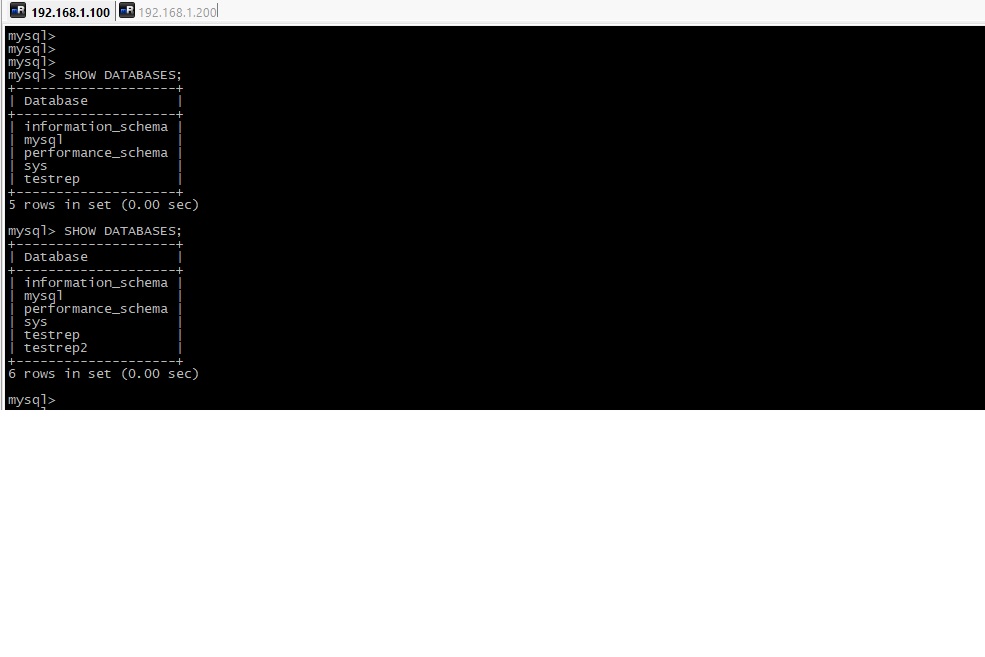 192.168.1.100 192.168.1.200
mysql>
mysql>
mysql>
mysql> SHOW DATABASES;
+--------------------+
| Database           |
+--------------------+
| information_schema |
| mysql              |
| performance_schema |
| sys                |
| testrep            |
+--------------------+
5 rows in set (0.00 sec)
mysql> SHOW DATABASES;
+--------------------+
| Database           |
+--------------------+
| information_schema |
| mysql              |
| performance_schema |
| sys                |
| testrep            |
| testrep2           |
+--------------------+
6 rows in set (0.00 sec)
mysql>